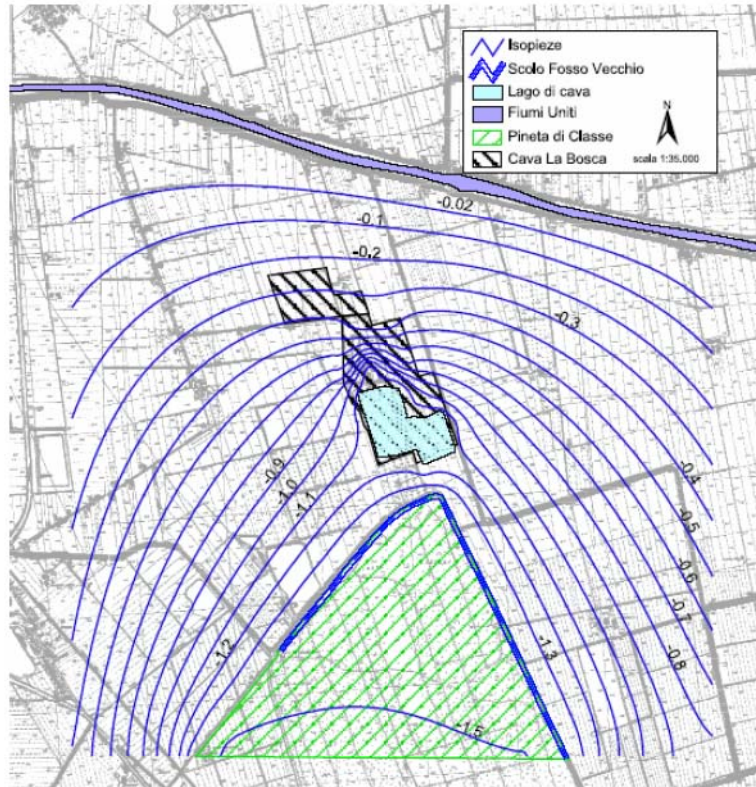 Isopieze
Scolo Fosso Vecchio
Lago di cava
Fiumi Uniti
Pineta di Classe
Cava La Bosca
N
scala 1:35.000
-0.02
-0.1
-0.2
-0.3
-0.4
-0.5
-0.6
-0.7
-0.8
-0.9
-1.0
-1.1
-1.2
-1.3
-1.5